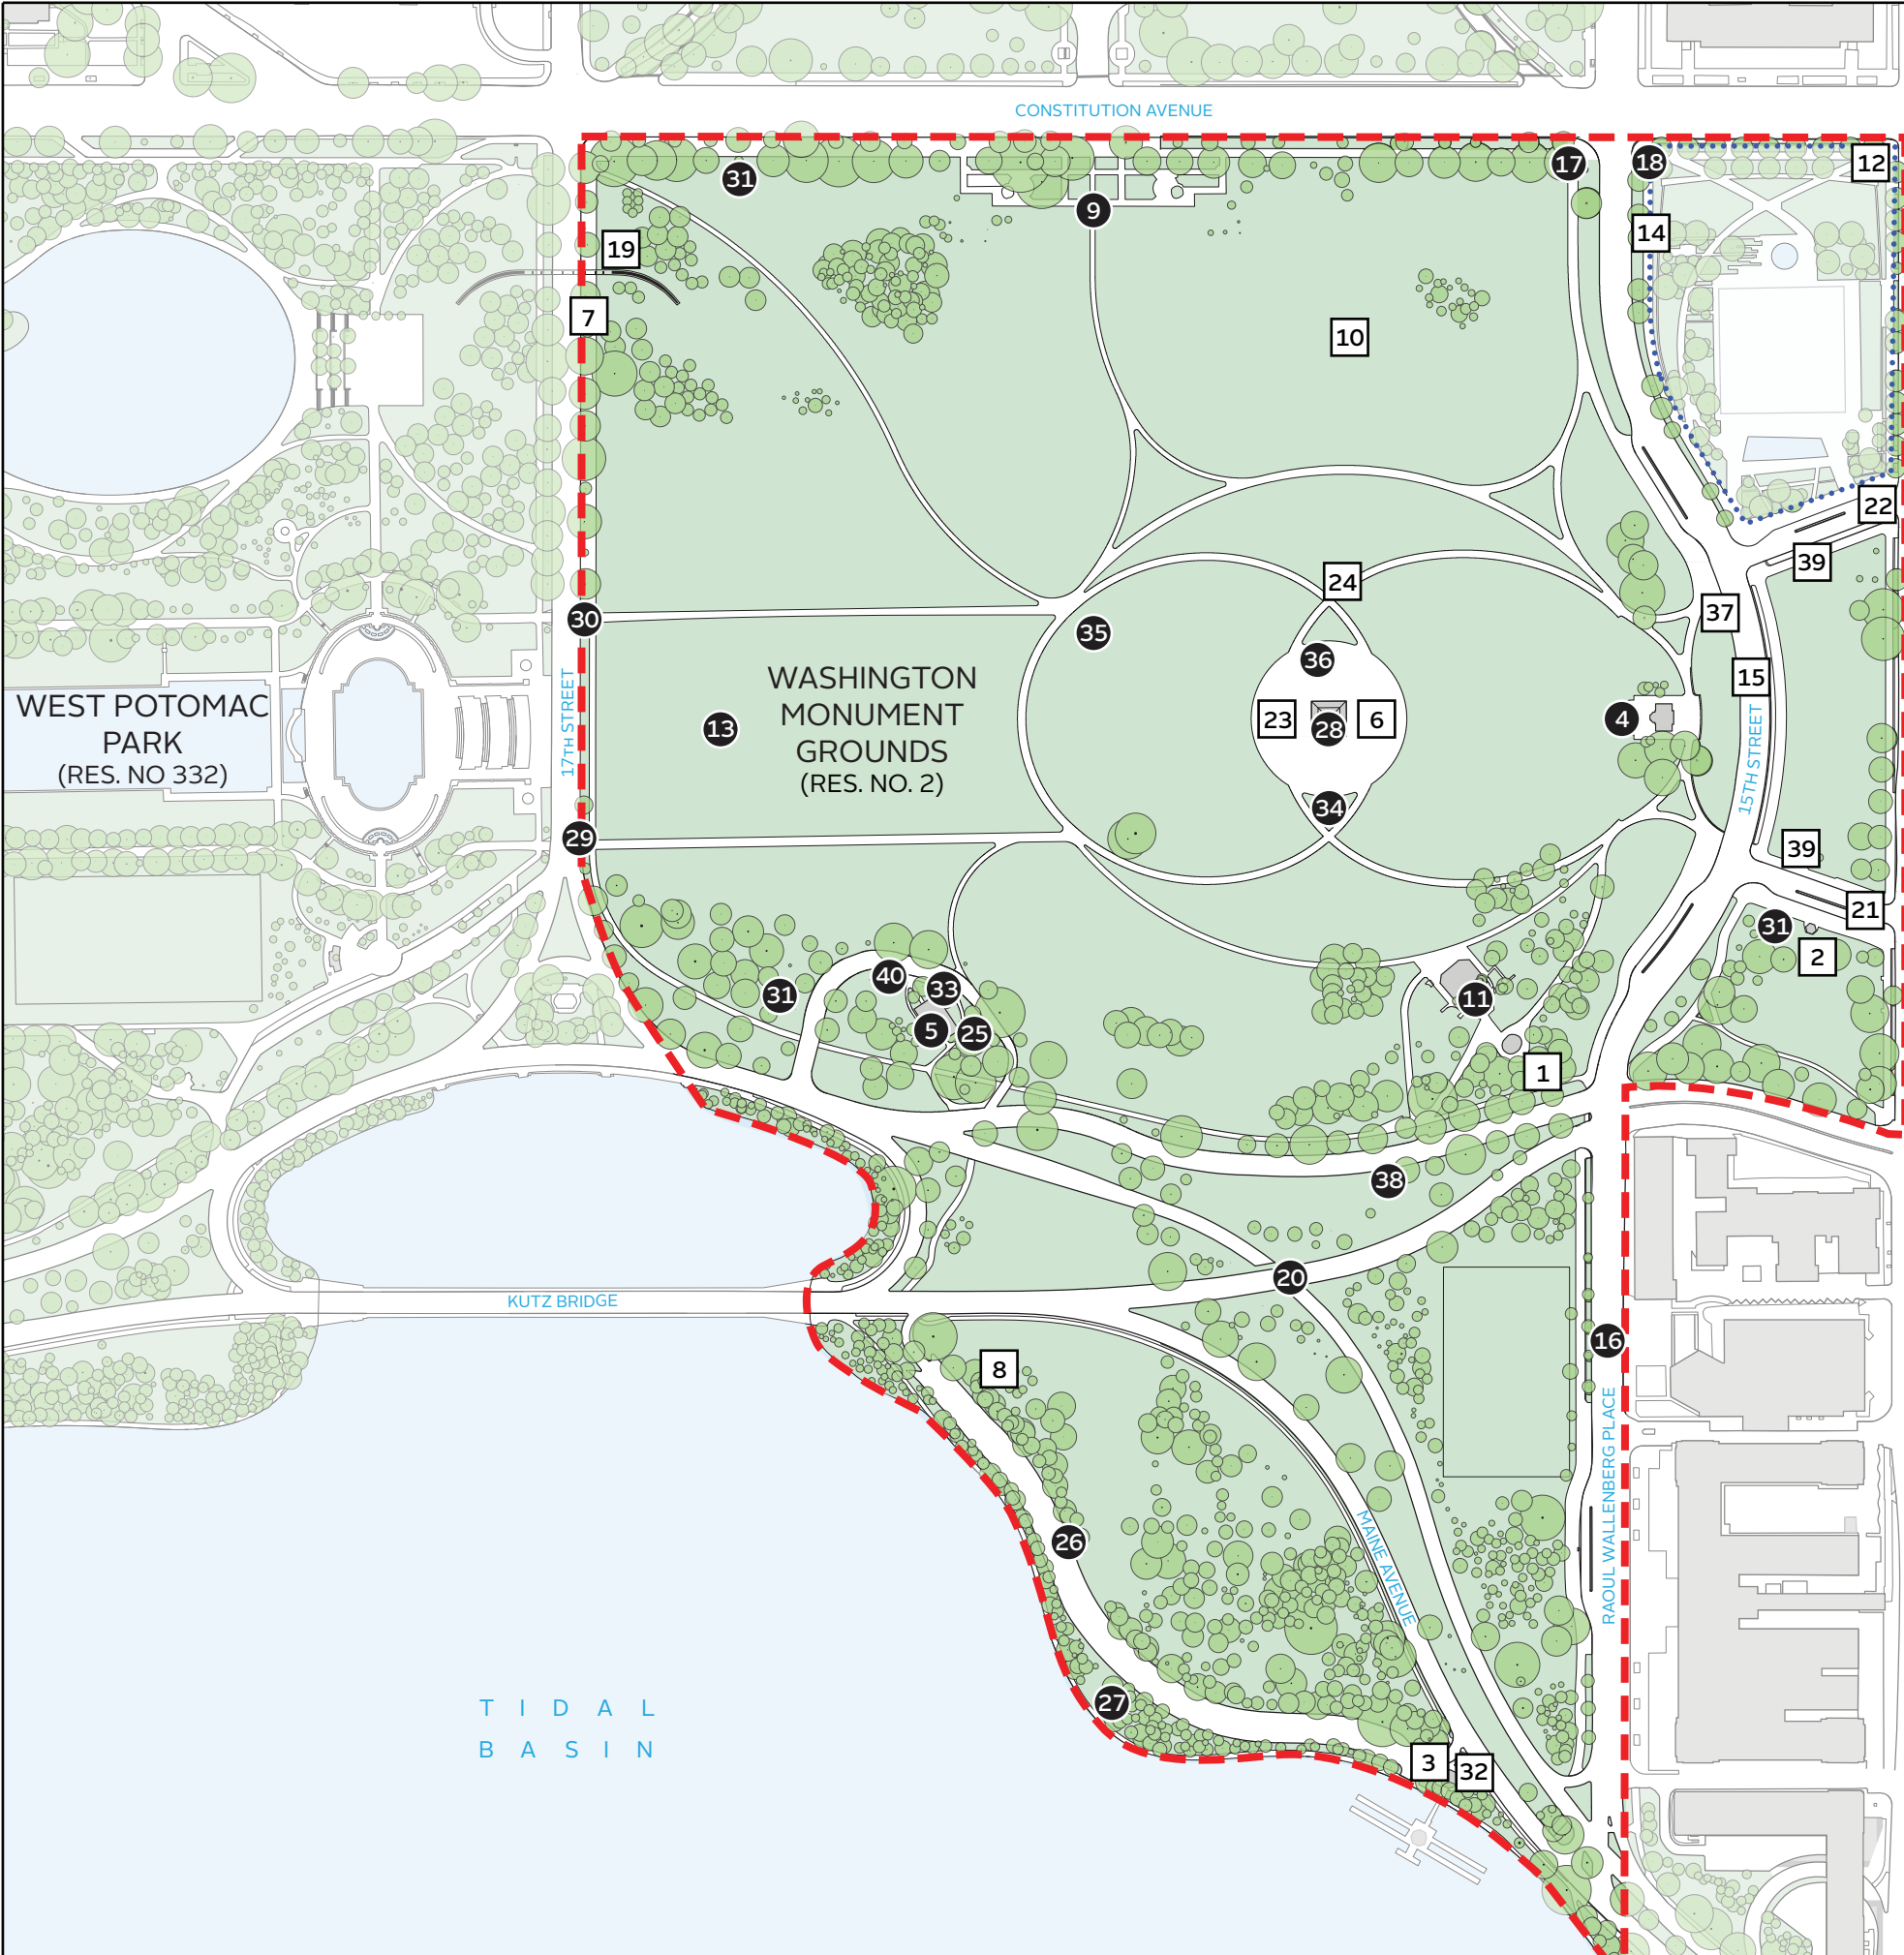 CONSTITUTION AVENUE
17
18
12
31
9
14
19
7
10
22
39
24
37
30
35
36
WASHINGTON
MONUMENT
GROUNDS
(RES. NO. 2)
WEST POTOMAC
PARK
(RES. NO 332)
17TH STREET
13
23
28
6
4
15
15TH STREET
34
29
39
21
31
2
40
33
31
5
25
11
1
38
20
KUTZ BRIDGE
16
8
RAOUL WALLENBERG PLACE
26
MAINE AVENUE
27
TIDAL
BASIN
3
32